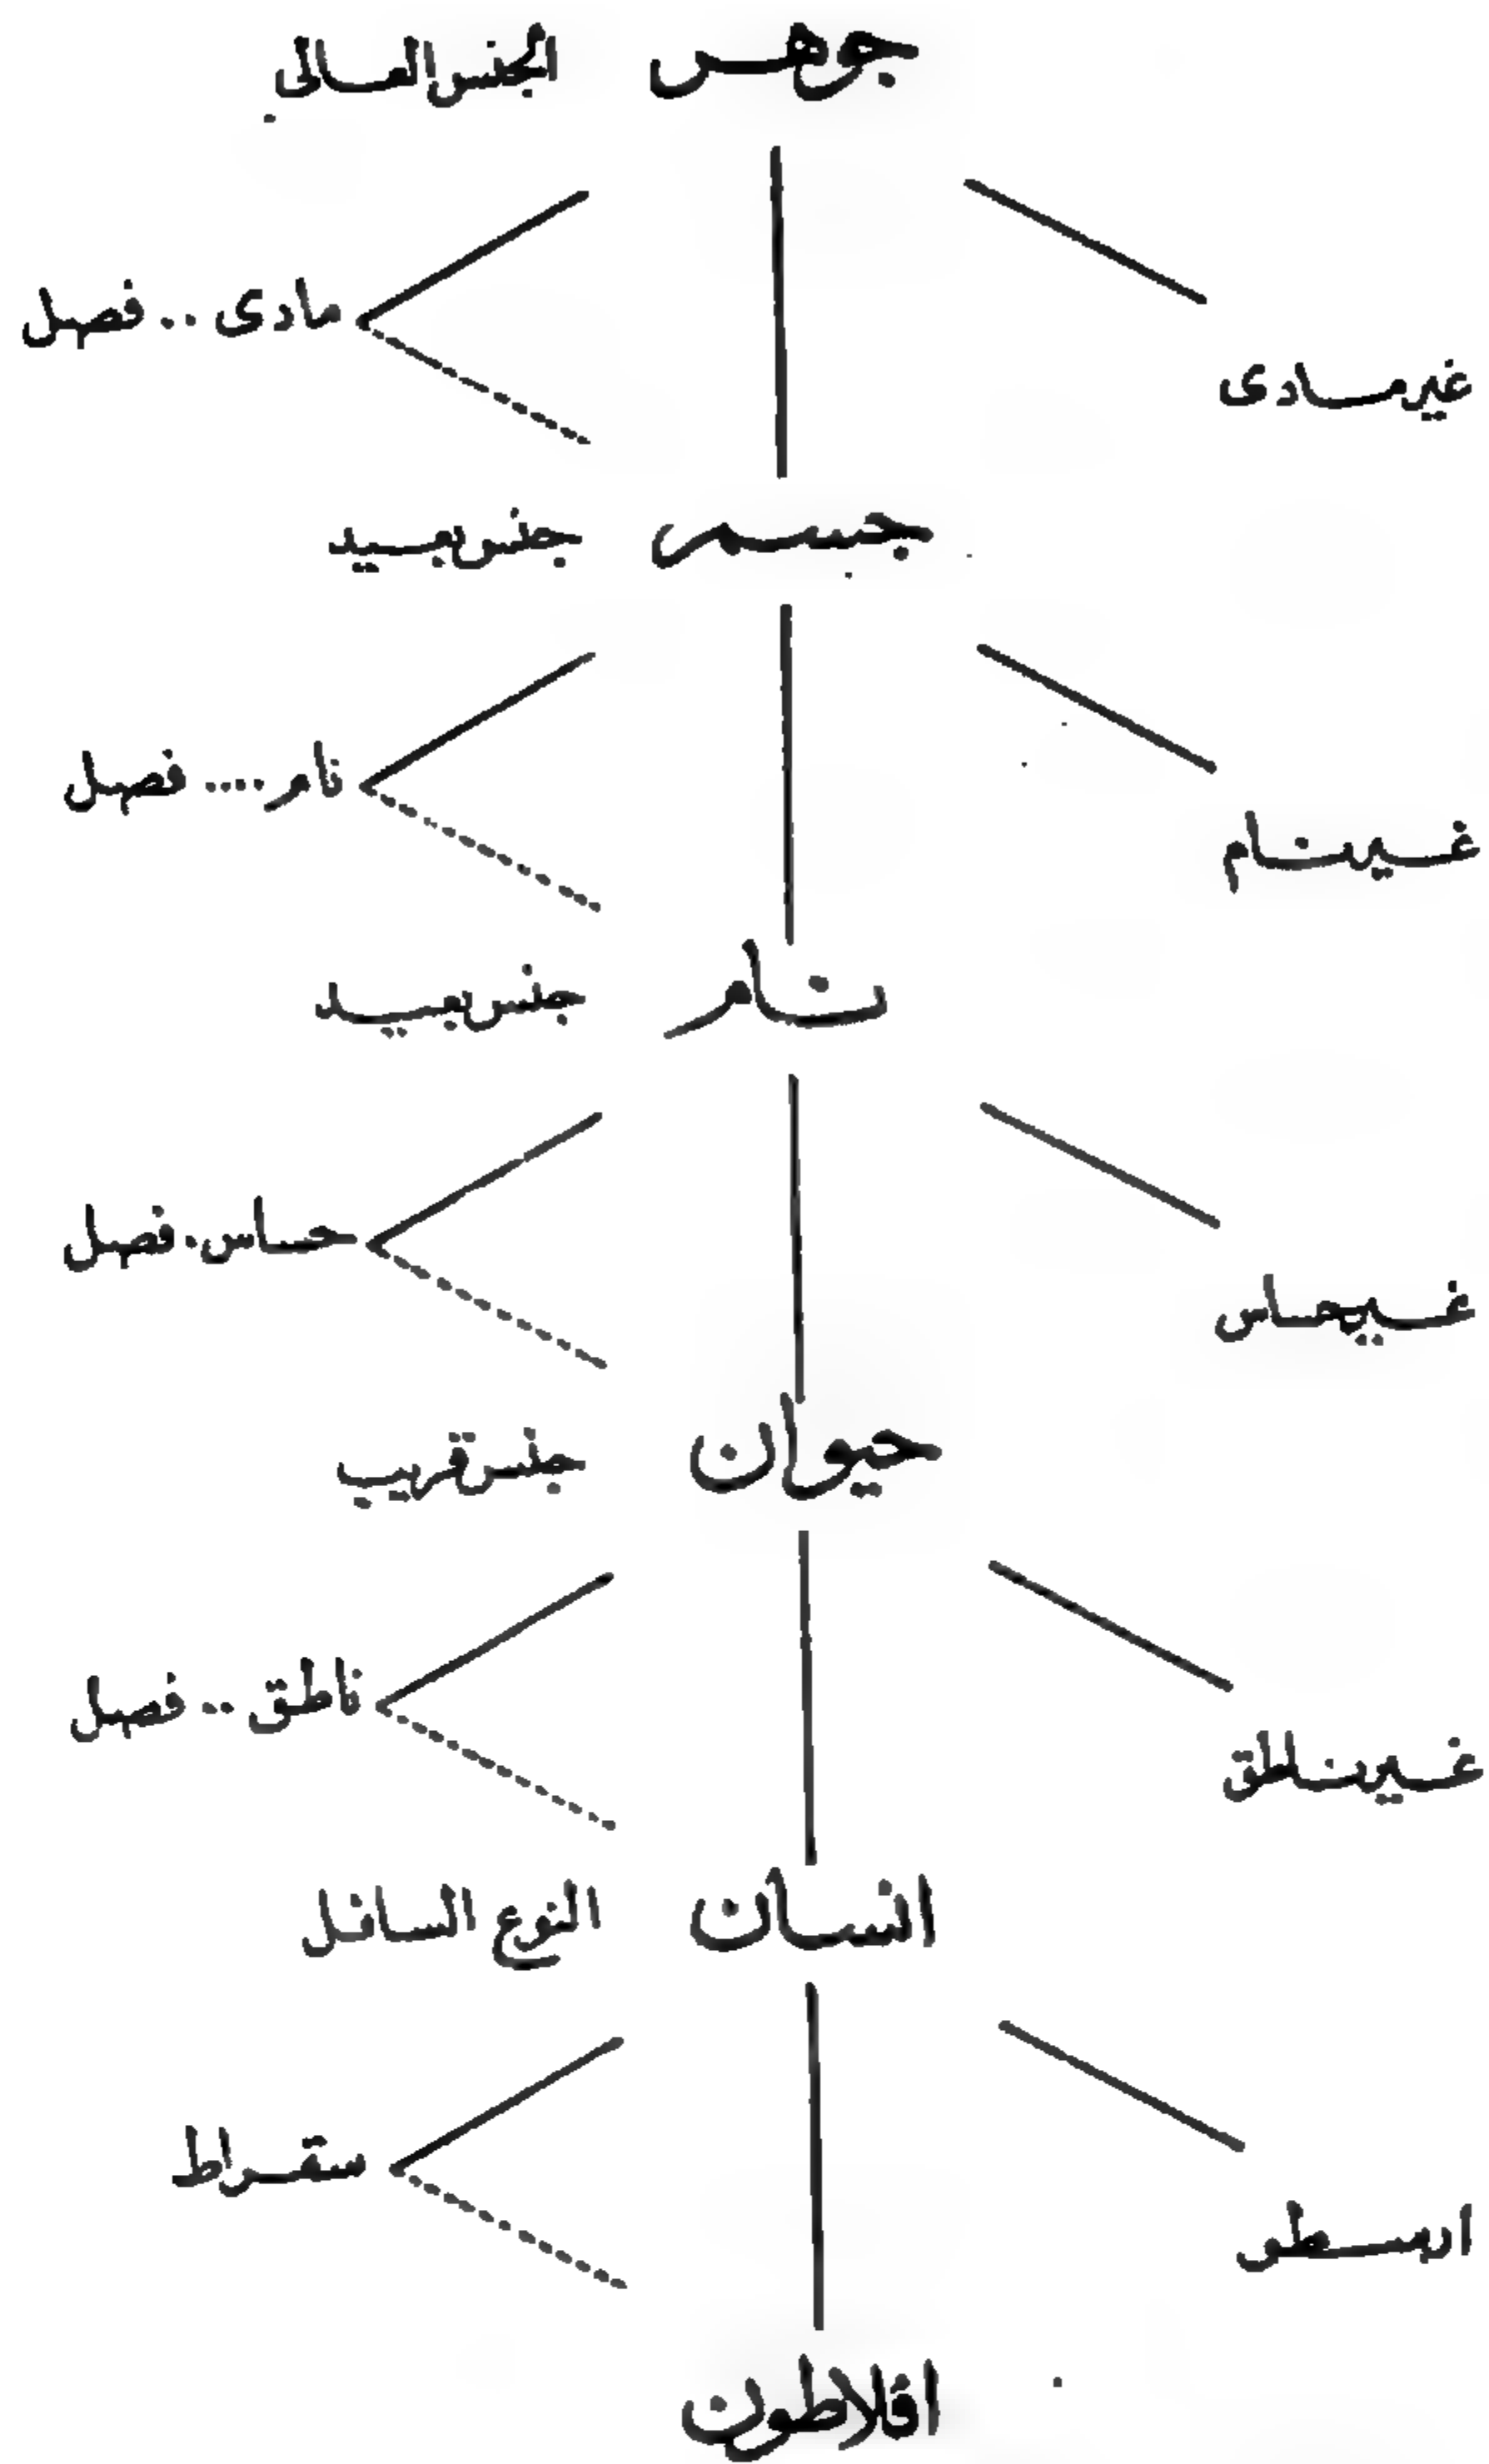 جوهر الجنس العالي
مادى .. فصل
غير مادى
جسم جنس بعيد
نام .... فصل
غير نام
نام جنس بعيد
حساس . فصل
غير حساس
حيوان جنس قريب
ناطق .. فصل
غير ناطق
انسان النوع السافل
سقراط
ارسطو
افلاطون